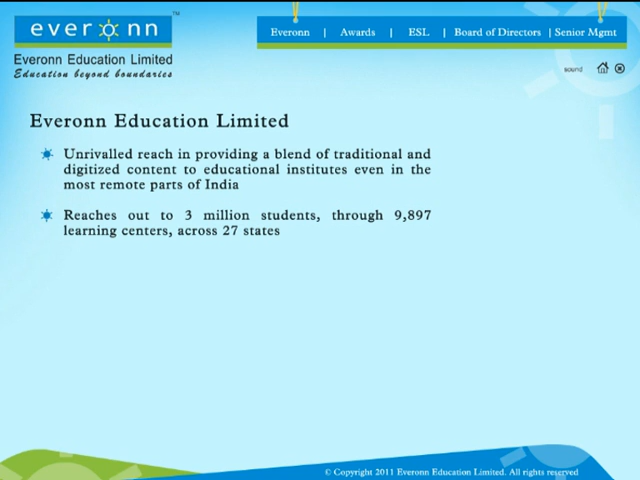 everonn
TM
Everonn Education Limited
Education beyond boundaries
Everonn | Awards | ESL | Board of Directors | Senior Mgmt
sound
Everonn Education Limited
Unrivalled reach in providing a blend of traditional and
digitized content to educational institutes even in the
most remote parts of India
Reaches out to 3 million students, through 9,897
learning centers, across 27 states
© Copyright 2011 Everonn Education Limited. All rights reserved